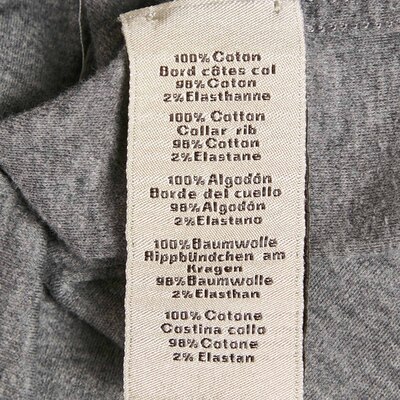 100% Coton
Bord côtes col
98% Coton
2% Elasthanne
100% Cotton
Collar rib
98% Cotton
2% Elastane
100% Algodón
Borde del cuello
98% Algodón
2% Elastano
100% Baumwolle
Rippbündchen am
Kragen
98% Baumwolle
2% Elasthan
100% Cotone
Costina collo
98% Cotone
2% Elastan